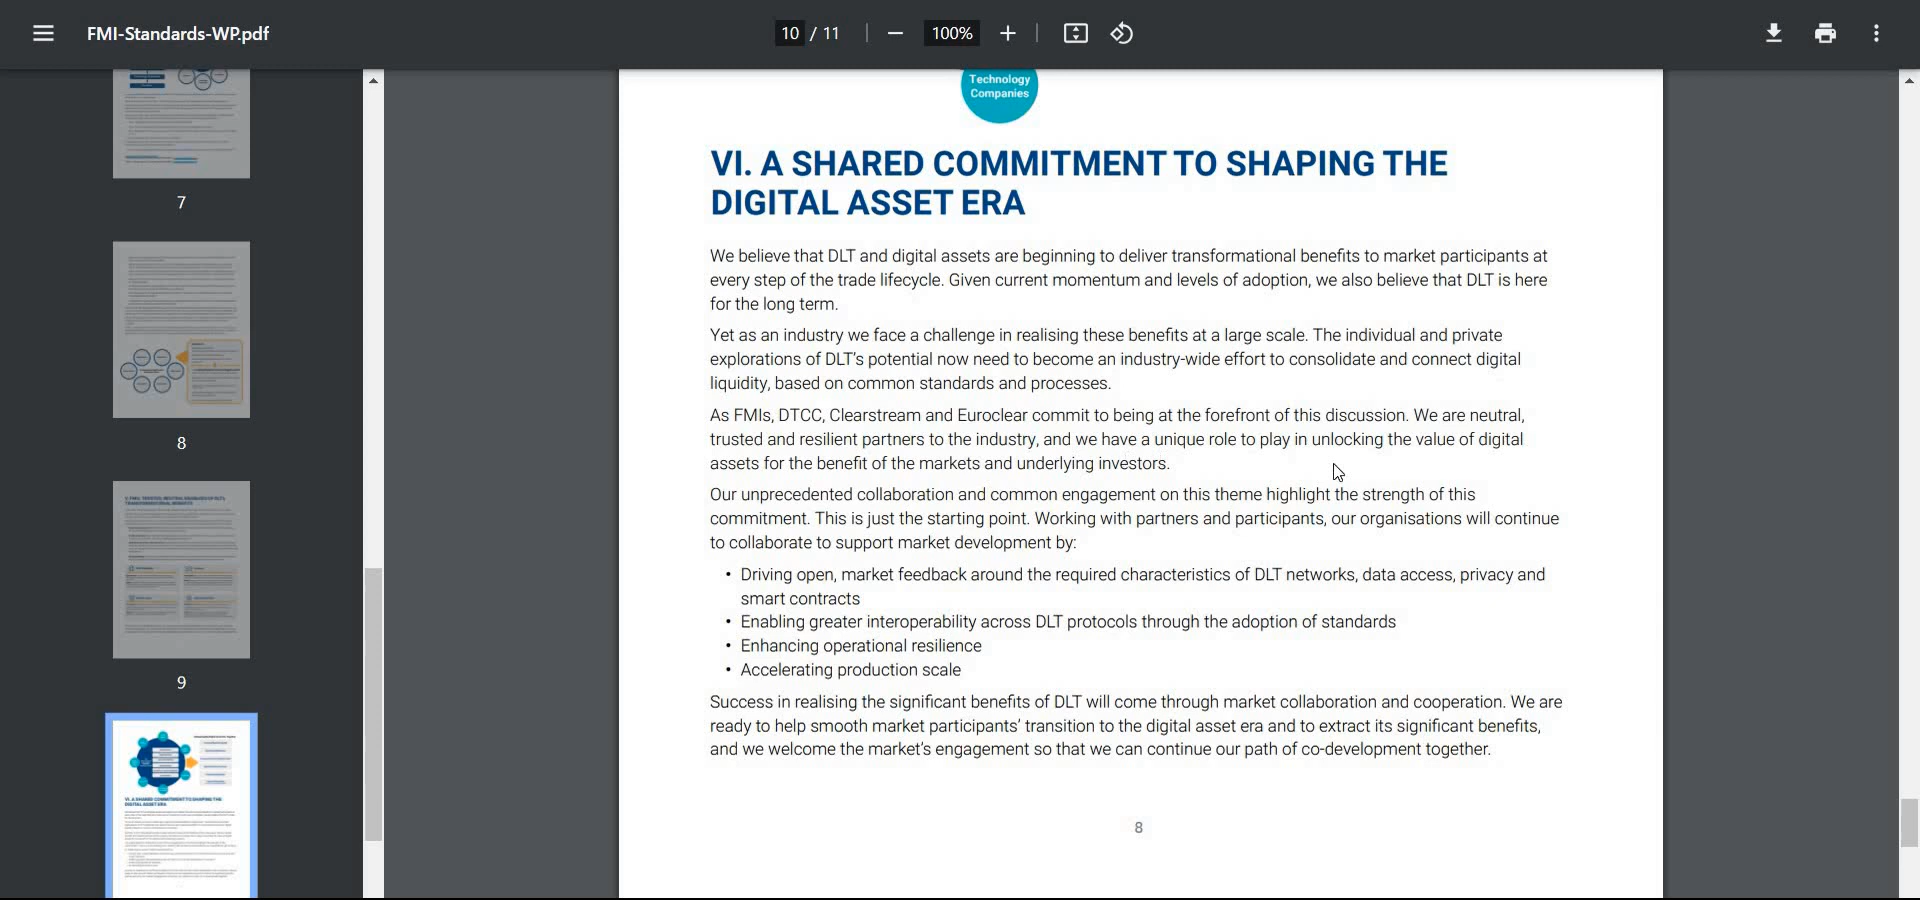 FMI-Standards-WP.pdf
10 / 11
100%
7
8
9
Technology
Companies
VI. A SHARED COMMITMENT TO SHAPING THE
DIGITAL ASSET ERA
We believe that DLT and digital assets are beginning to deliver transformational benefits to market participants at
every step of the trade lifecycle. Given current momentum and levels of adoption, we also believe that DLT is here
for the long term.
Yet as an industry we face a challenge in realising these benefits at a large scale. The individual and private
explorations of DLT's potential now need to become an industry-wide effort to consolidate and connect digital
liquidity, based on common standards and processes.
As FMIs, DTCC, Clearstream and Euroclear commit to being at the forefront of this discussion. We are neutral,
trusted and resilient partners to the industry, and we have a unique role to play in unlocking the value of digital
assets for the benefit of the markets and underlying investors.
Our unprecedented collaboration and common engagement on this theme highlight the strength of this
commitment. This is just the starting point. Working with partners and participants, our organisations will continue
to collaborate to support market development by:
• Driving open, market feedback around the required characteristics of DLT networks, data access, privacy and
smart contracts
• Enabling greater interoperability across DLT protocols through the adoption of standards
• Enhancing operational resilience
• Accelerating production scale
Success in realising the significant benefits of DLT will come through market collaboration and cooperation. We are
ready to help smooth market participants' transition to the digital asset era and to extract its significant benefits,
and we welcome the market's engagement so that we can continue our path of co-development together.
8
VI. A SHARED COMMITMENT TO SHAPING THE
DIGITAL ASSET ERA